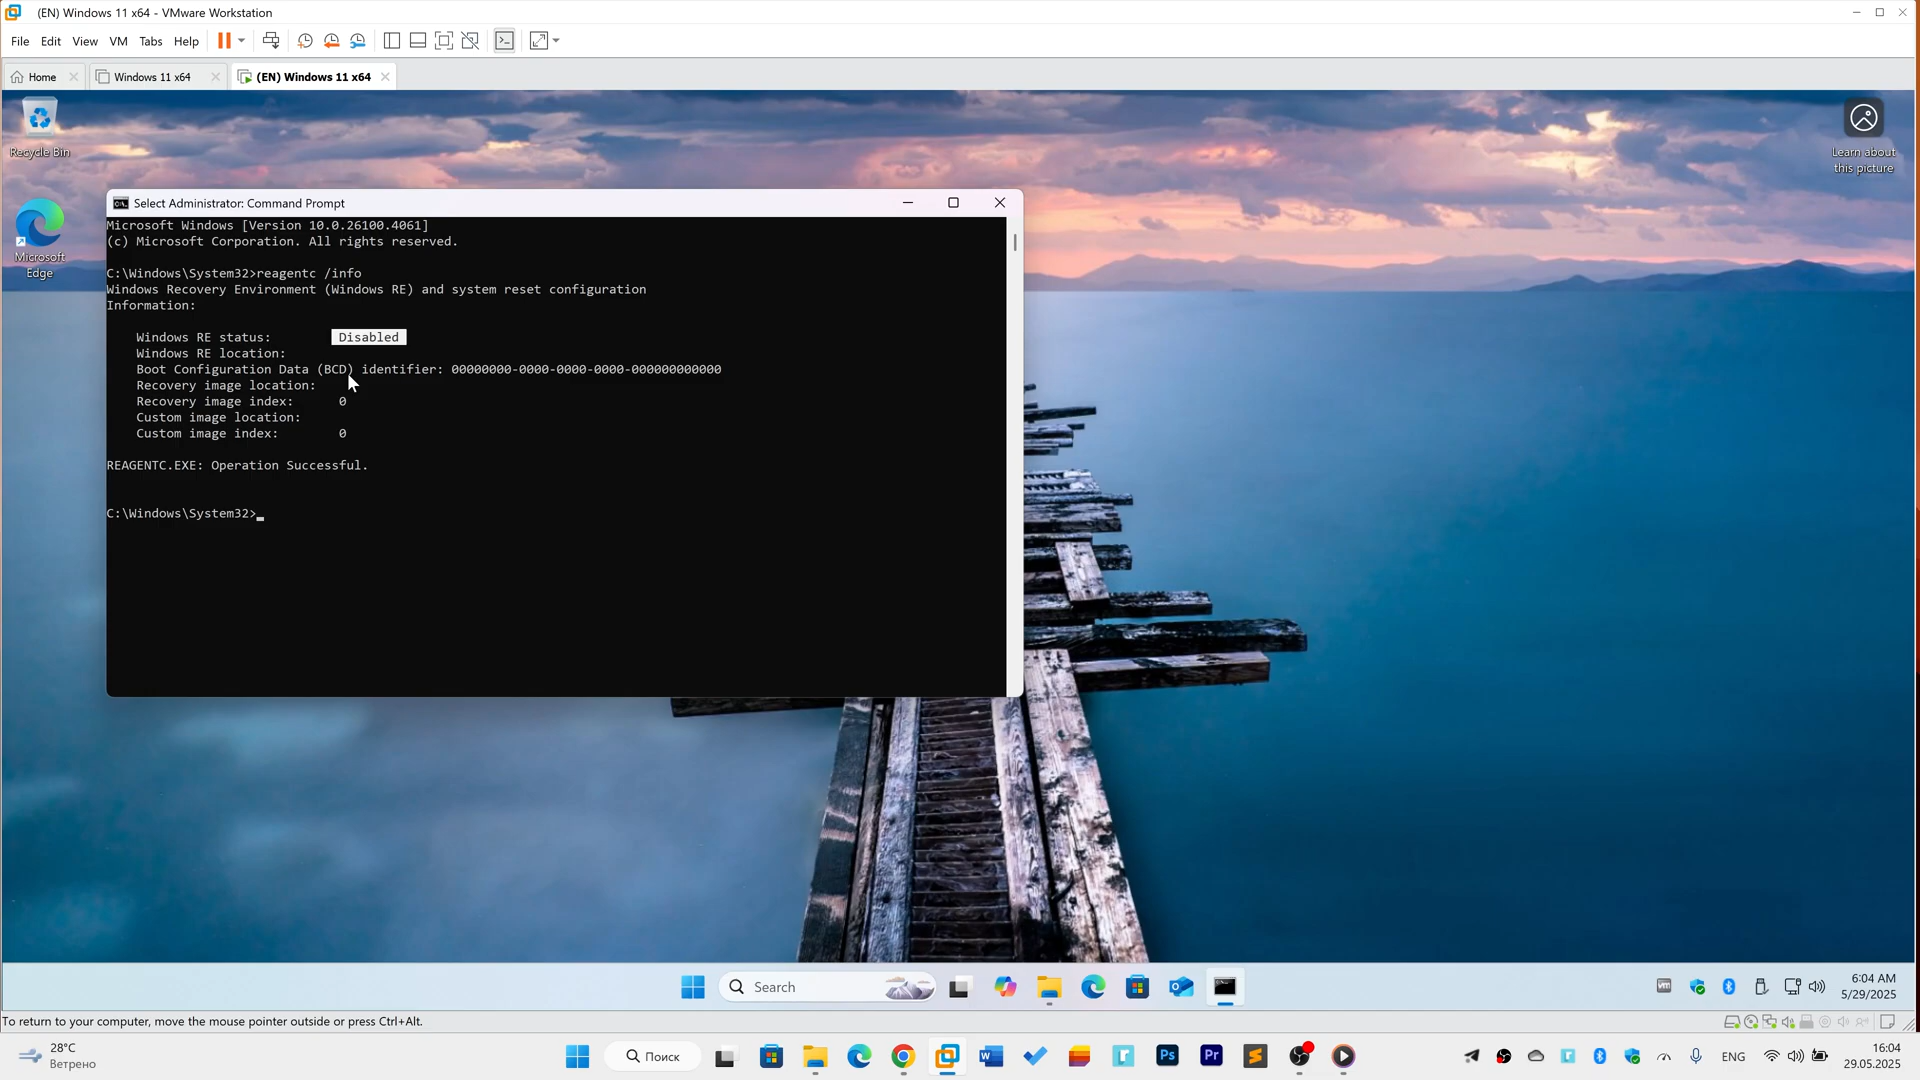 (EN) Windows 11 x64 - VMware Workstation
File Edit View VM Tabs Help
Home
Windows 11 x64
(EN) Windows 11 x64
Recycle Bin
Learn about
this picture
Microsoft
Edge
Select Administrator: Command Prompt
Microsoft Windows [Version 10.0.26100.4061]
(c) Microsoft Corporation. All rights reserved.
C:\Windows\System32>reagentc /info
Windows Recovery Environment (Windows RE) and system reset configuration
Information:
Windows RE status: Disabled
Windows RE location:
Boot Configuration Data (BCD) identifier: 00000000-0000-0000-0000-000000000000
Recovery image location:
Recovery image index: 0
Custom image location:
Custom image index: 0
REAGENTC.EXE: Operation Successful.
C:\Windows\System32>
Search
6:04 AM
5/29/2025
To return to your computer, move the mouse pointer outside or press Ctrl+Alt.
28°C
Ветрено
Поиск
ENG
16:04
29.05.2025